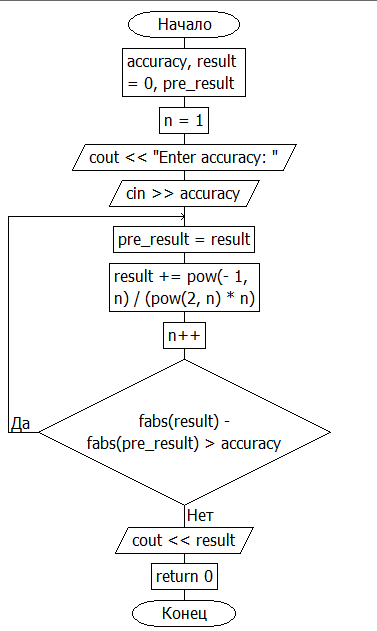 Начало
accuracy, result
= 0, pre_result
n = 1
cout << "Enter accuracy: "
cin >> accuracy
pre_result = result
result += pow(- 1,
n) / (pow(2, n) * n)
n++
Да
fabs(result) -
fabs(pre_result) > accuracy
Нет
cout << result
return 0
Конец